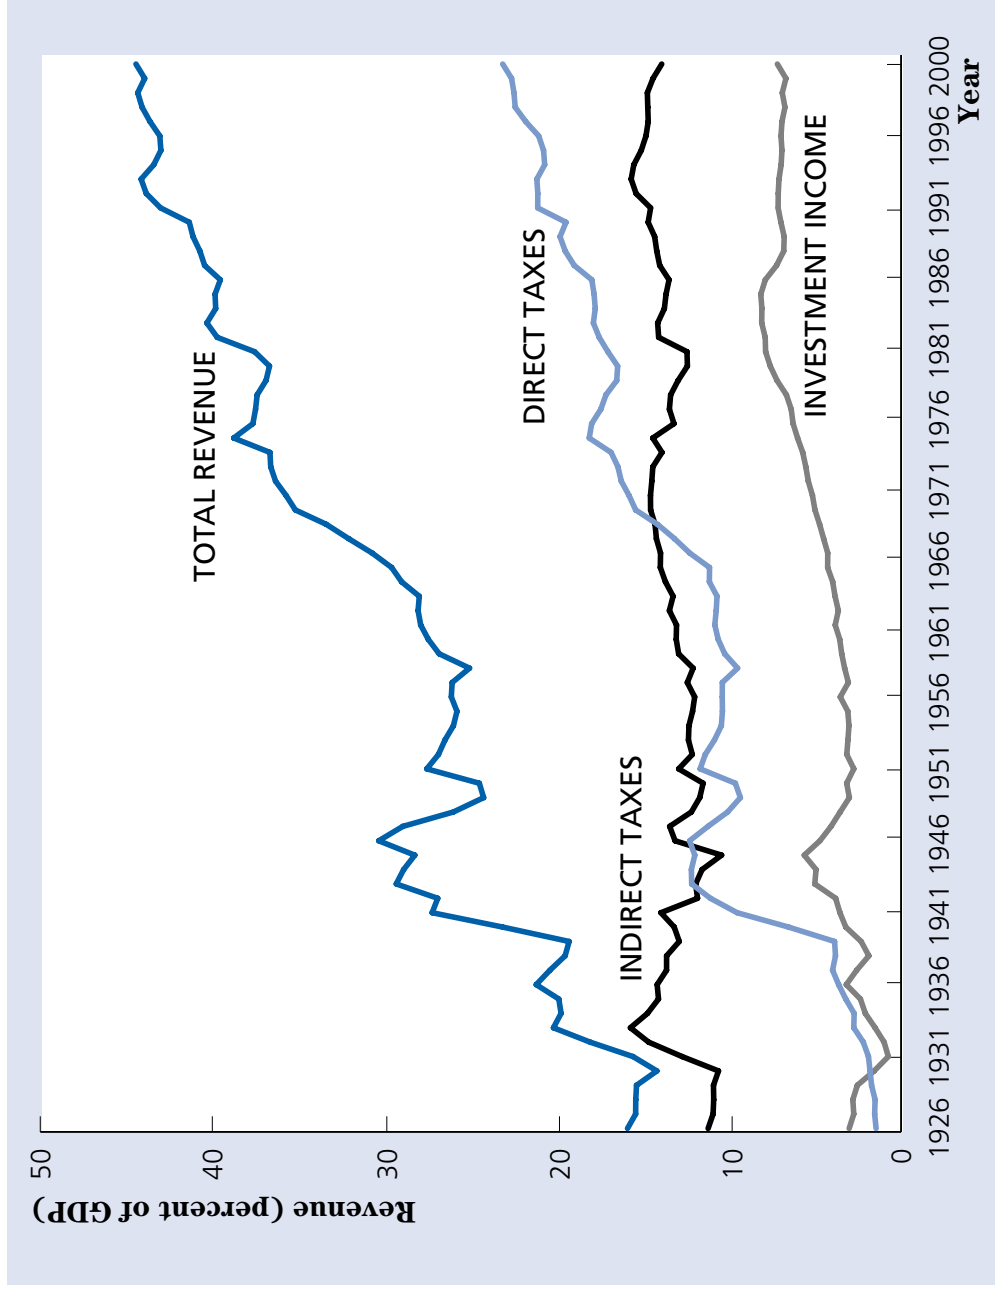 Revenue (percent of GDP)
50
40
30
20
10
0
TOTAL REVENUE
DIRECT TAXES
INDIRECT TAXES
INVESTMENT INCOME
1926 1931 1936 1941 1946 1951 1956 1961 1966 1971 1976 1981 1986 1991 1996 2000
Year